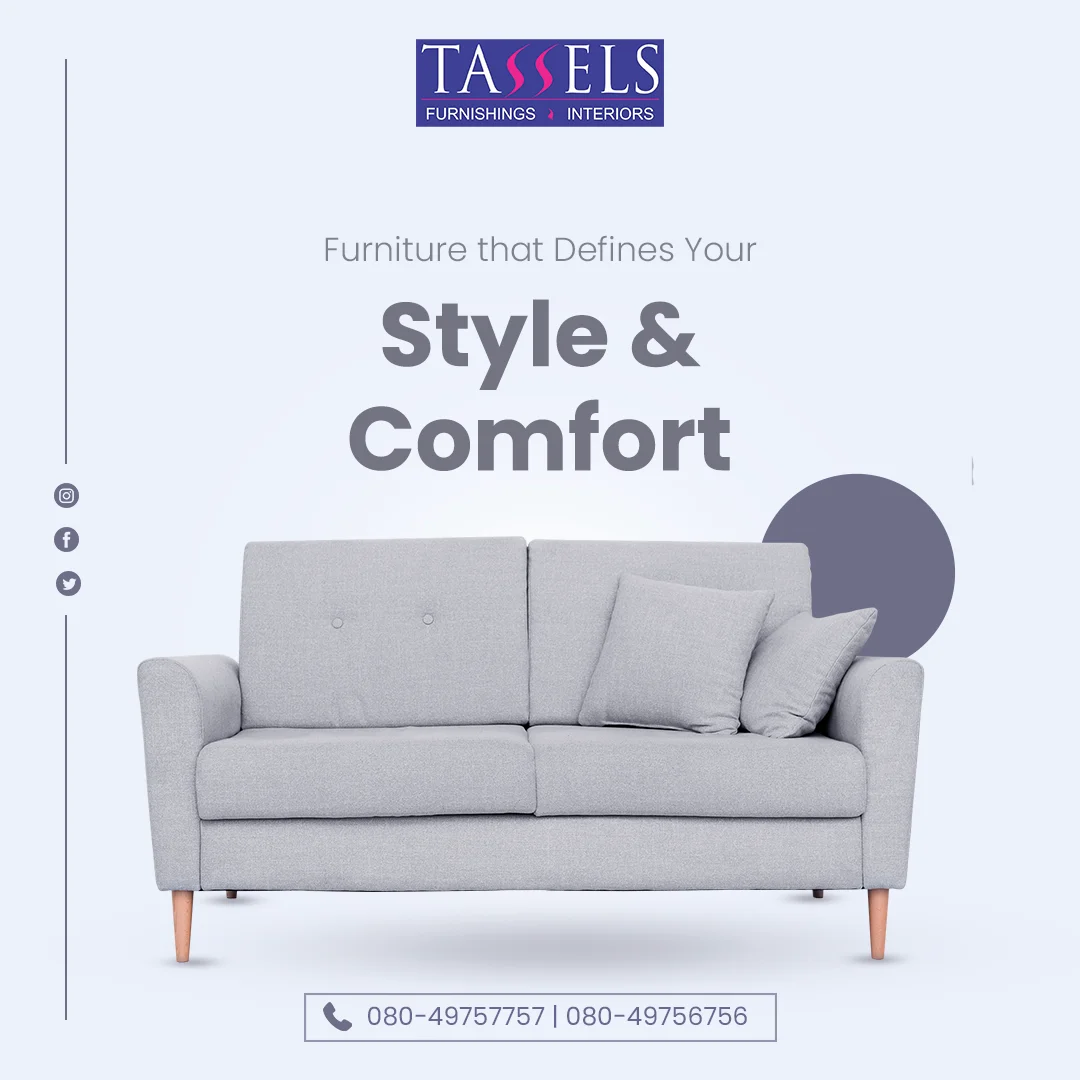 TASSELS
FURNISHINGS INTERIORS
Furniture that Defines Your
Style &
Comfort
080-49757757 | 080-49756756